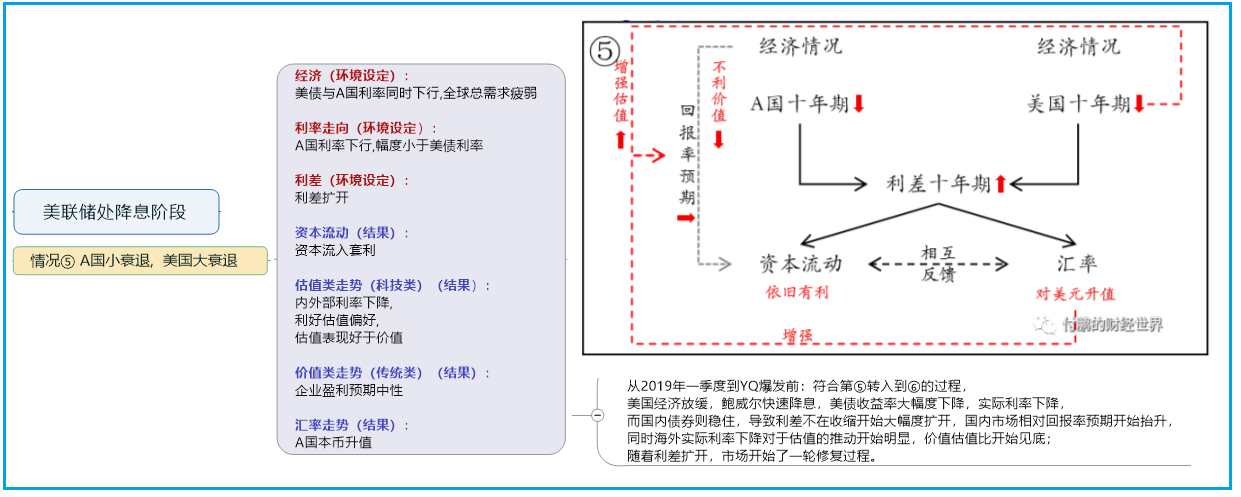 美联储处降息阶段
情况⑤ A国小衰退，美国大衰退
经济（环境设定）:
美债与A国利率同时下行,全球总需求疲弱
利率走向（环境设定）:
A国利率下行,幅度小于美债利率
利差（环境设定）:
利差扩开
资本流动（结果）:
资本流入套利
估值类走势（科技类）（结果）:
内外部利率下降,
利好估值偏好,
估值表现好于价值
价值类走势（传统类）（结果）:
企业盈利预期中性
汇率走势（结果）:
A国本币升值
⑤
经济情况
经济情况
增强估值
回报率预期
不利价值
A国十年期
美国十年期
利差十年期
资本流动
相互
反馈
汇率
依旧有利
对美元升值
付鹏的财经世界
增强
从2019年一季度到YQ爆发前：符合第⑤转入到⑥的过程,
美国经济放缓，鲍威尔快速降息，美债收益率大幅度下降，实际利率下降,
而国内债券则稳住，导致利差不在收缩开始大幅度扩开，国内市场相对回报率预期开始抬升,
同时海外实际利率下降对于估值的推动开始明显，价值估值比开始见底；
随着利差扩开，市场开始了一轮修复过程。